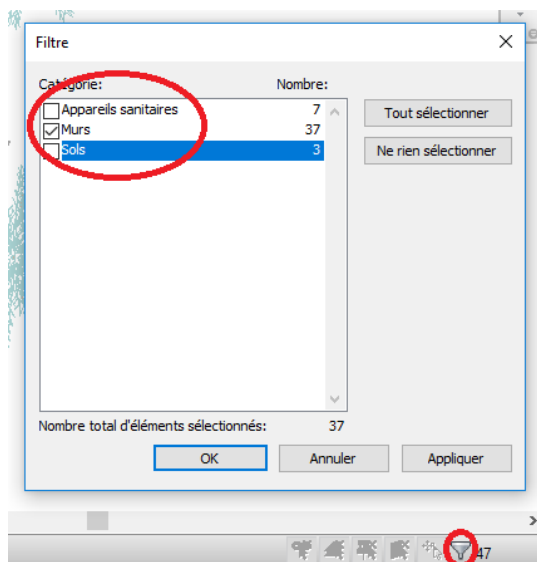 Filtre
Catégorie: Nombre:
Appareils sanitaires 7
Murs 37
Sols 3
Tout sélectionner
Ne rien sélectionner
Nombre total d'éléments sélectionnés: 37
OK Annuler Appliquer
:47